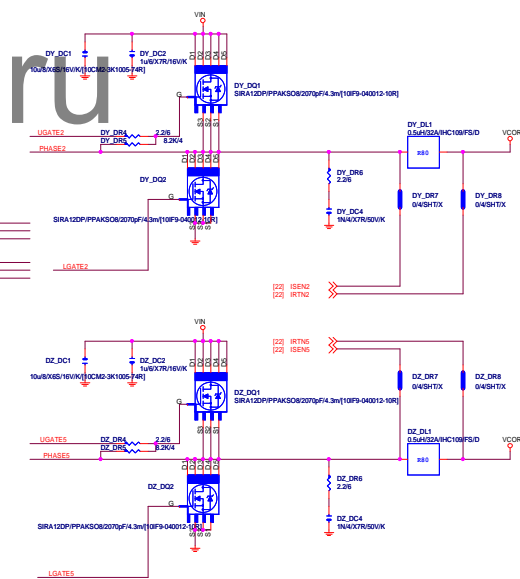 VIN
DY_DC1
10u/8/X6S/16V/K/[10CM2-3K1005-74R]
DY_DC2
1u/6/X7R/16V/K
D1
D2
D3
D4
D5
ru
DY_DQ1
SIRA12DP/PPAKSO8/2070pF/4.3m/[10IF9-040012-10R]
G
S3
S2
S1
UGATE2
DY_DR4
2.2/6
DY_DR5
8.2K/4
PHASE2
DY_DL1
0.5uH/32A/IHC109/FS/D
R80
VCOR
D1
D2
D3
D4
D5
DY_DQ2
G
SIRA12DP/PPAKSO8/2070pF/4.3m/[10IF9-040012-10R]
DY_DR6
2.2/6
DY_DC4
1N/4/X7R/50V/K
DY_DR7
0/4/SHT/X
DY_DR8
0/4/SHT/X
LGATE2
[22] ISEN2
[22] IRTN2
VIN
[22] IRTN5
[22] ISEN5
DZ_DC1
10u/8/X6S/16V/K/[10CM2-3K1005-74R]
DZ_DC2
1u/6/X7R/16V/K
D1
D2
D3
D4
D5
DZ_DQ1
SIRA12DP/PPAKSO8/2070pF/4.3m/[10IF9-040012-10R]
G
S3
S2
S1
DZ_DR7
0/4/SHT/X
DZ_DR8
0/4/SHT/X
UGATE5
DZ_DR4
2.2/6
DZ_DR5
8.2K/4
PHASE5
DZ_DL1
0.5uH/32A/IHC109/FS/D
R80
VCOR
D1
D2
D3
D4
D5
DZ_DQ2
G
SIRA12DP/PPAKSO8/2070pF/4.3m/[10IF9-040012-10R]
DZ_DR6
2.2/6
DZ_DC4
1N/4/X7R/50V/K
LGATE5